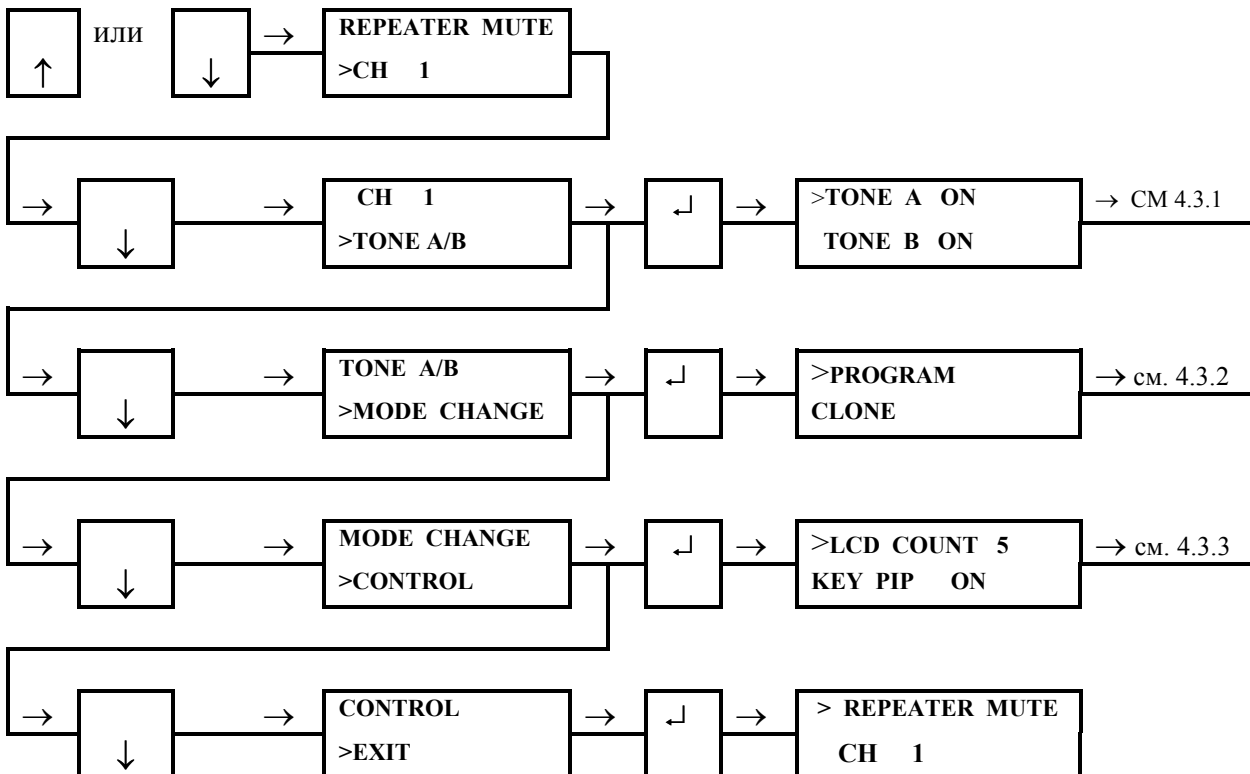 ↑ или ↓ → REPEATER MUTE
>CH 1
→ ↓ → CH 1 → ↵ → >TONE A ON → СМ 4.3.1
>TONE A/B TONE B ON
→ ↓ → TONE A/B → ↵ → >PROGRAM → см. 4.3.2
>MODE CHANGE CLONE
→ ↓ → MODE CHANGE → ↵ → >LCD COUNT 5 → см. 4.3.3
>CONTROL KEY PIP ON
→ ↓ → CONTROL → ↵ → > REPEATER MUTE
>EXIT CH 1